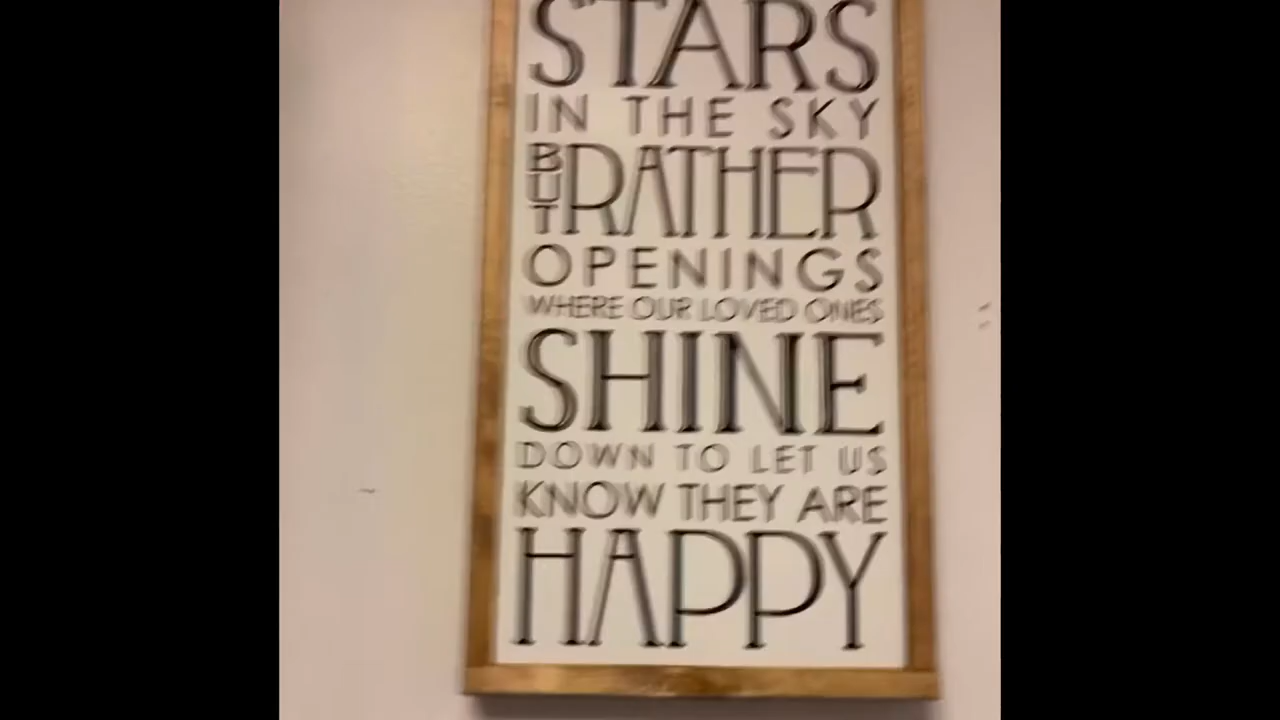 STARS
IN THE SKY
BUT RATHER
OPENINGS
WHERE OUR LOVED ONES
SHINE
DOWN TO LET US
KNOW THEY ARE
HAPPY